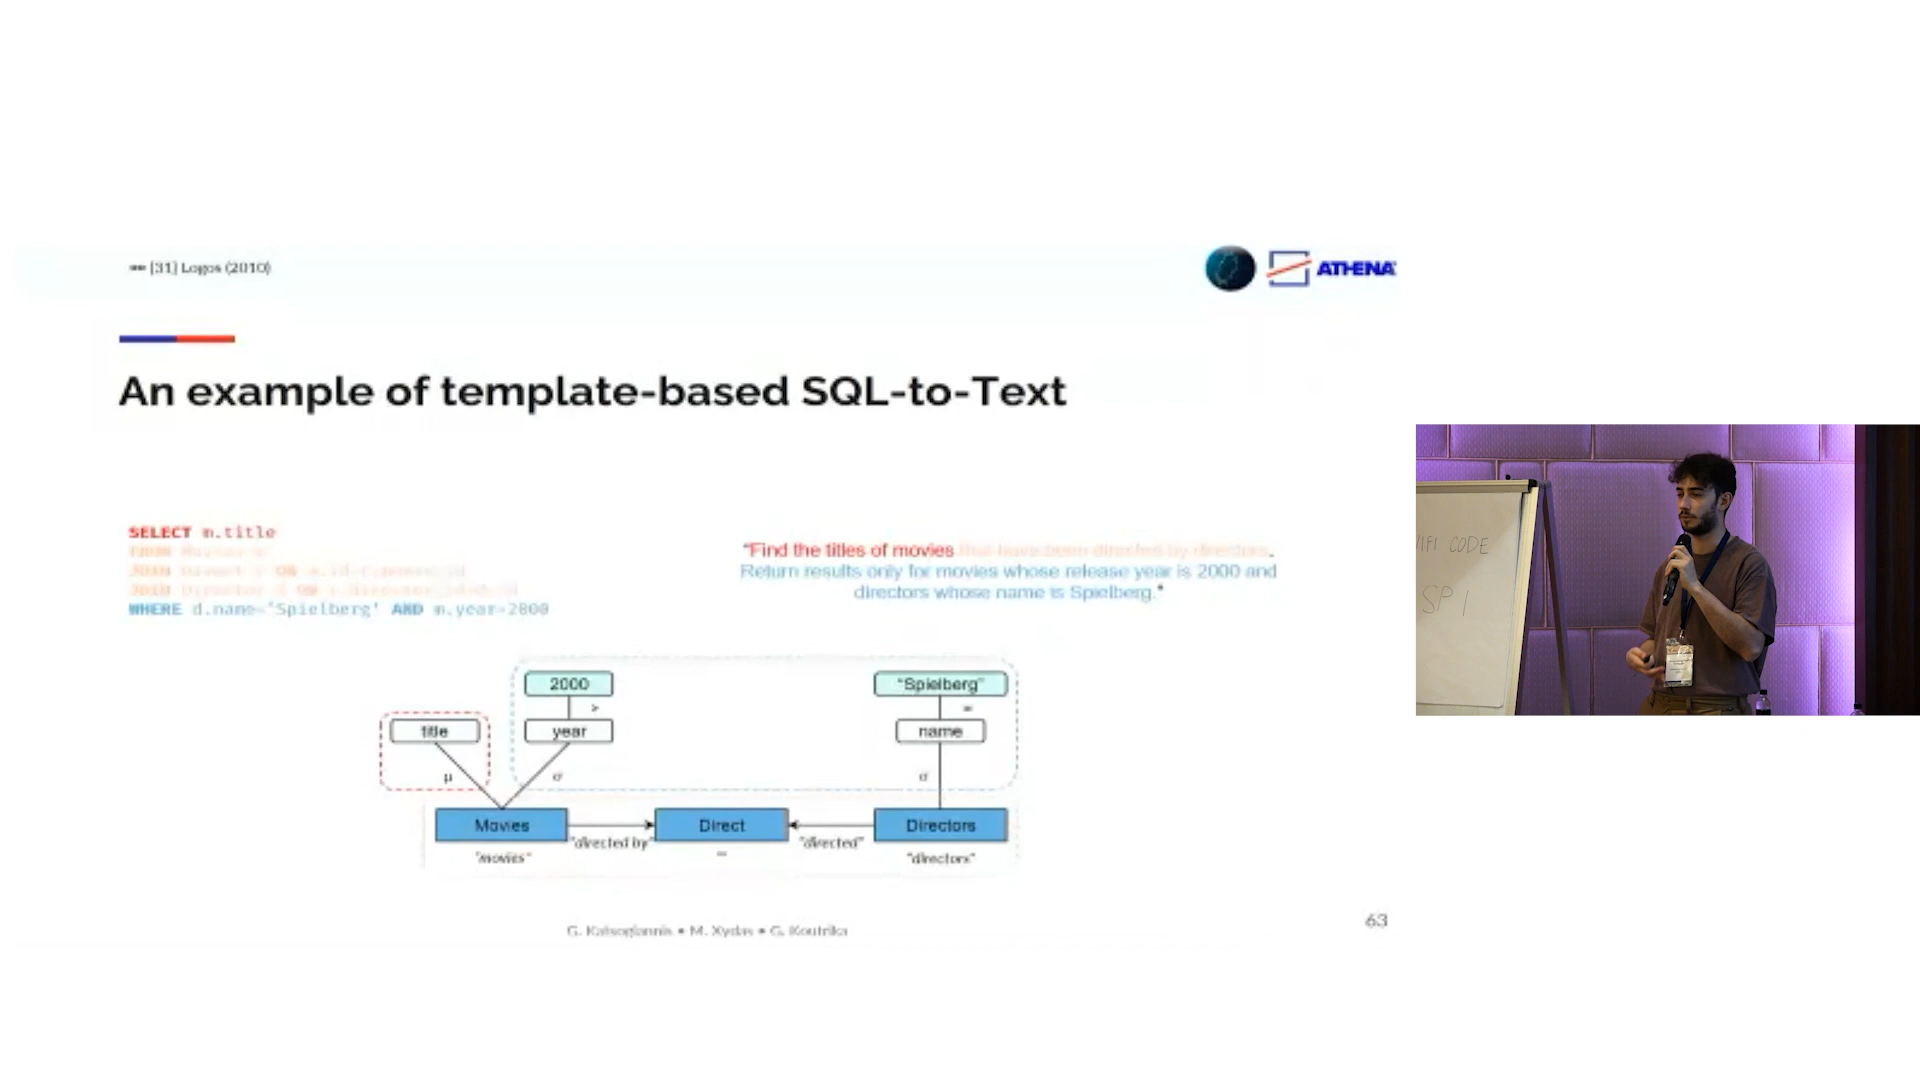 [31] Logos (2010)
ATHENA
An example of template-based SQL-to-Text
SELECT m.title
WHERE d.name='Spielberg' AND m.year=2000
"Find the titles of movies that have been directed by directors.
Return results only for movies whose release year is 2000 and
directors whose name is Spielberg."
2000
"Spielberg"
>
=
title
year
name
μ
σ
σ
Movies
Direct
Directors
"directed by"
"directed"
"movies"
"directors"
G. Katsogiannis • M. Xydas • G. Koutrika
63
WIFI CODE
SP1